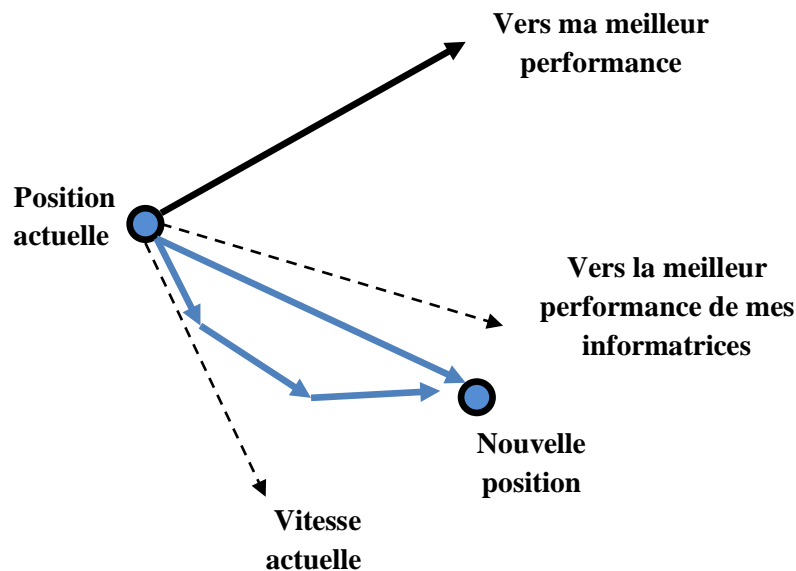 Vers ma meilleur
performance
Position
actuelle
Vers la meilleur
performance de mes
informatrices
Nouvelle
position
Vitesse
actuelle